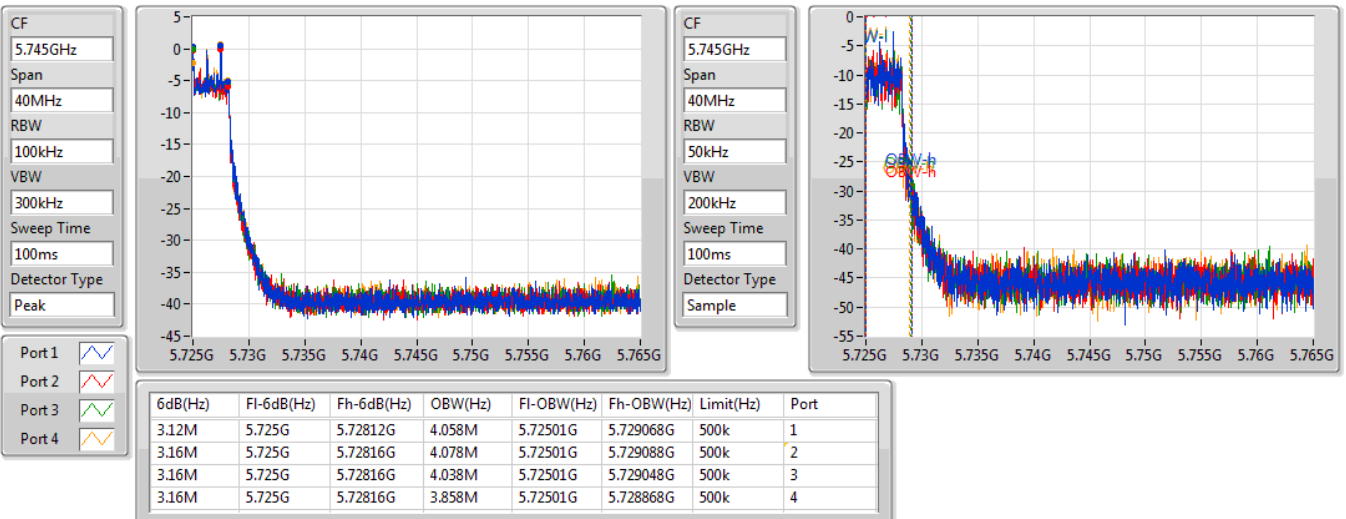 CF
5.745GHz
Span
40MHz
RBW
100kHz
VBW
300kHz
Sweep Time
100ms
Detector Type
Peak
5
0
-5
-10
-15
-20
-25
-30
-35
-40
-45
5.725G 5.73G 5.735G 5.74G 5.745G 5.75G 5.755G 5.76G 5.765G
CF
5.745GHz
Span
40MHz
RBW
50kHz
VBW
200kHz
Sweep Time
100ms
Detector Type
Sample
0
-5
-10
-15
-20
-25
-30
-35
-40
-45
-50
-55
W-l
OBW-h
OBW-h
5.725G 5.73G 5.735G 5.74G 5.745G 5.75G 5.755G 5.76G 5.765G
Port 1
Port 2
Port 3
Port 4
6dB(Hz) Fl-6dB(Hz) Fh-6dB(Hz) OBW(Hz) Fl-OBW(Hz) Fh-OBW(Hz) Limit(Hz) Port
3.12M 5.725G 5.72812G 4.058M 5.72501G 5.729068G 500k 1
3.16M 5.725G 5.72816G 4.078M 5.72501G 5.729088G 500k 2
3.16M 5.725G 5.72816G 4.038M 5.72501G 5.729048G 500k 3
3.16M 5.725G 5.72816G 3.858M 5.72501G 5.728868G 500k 4